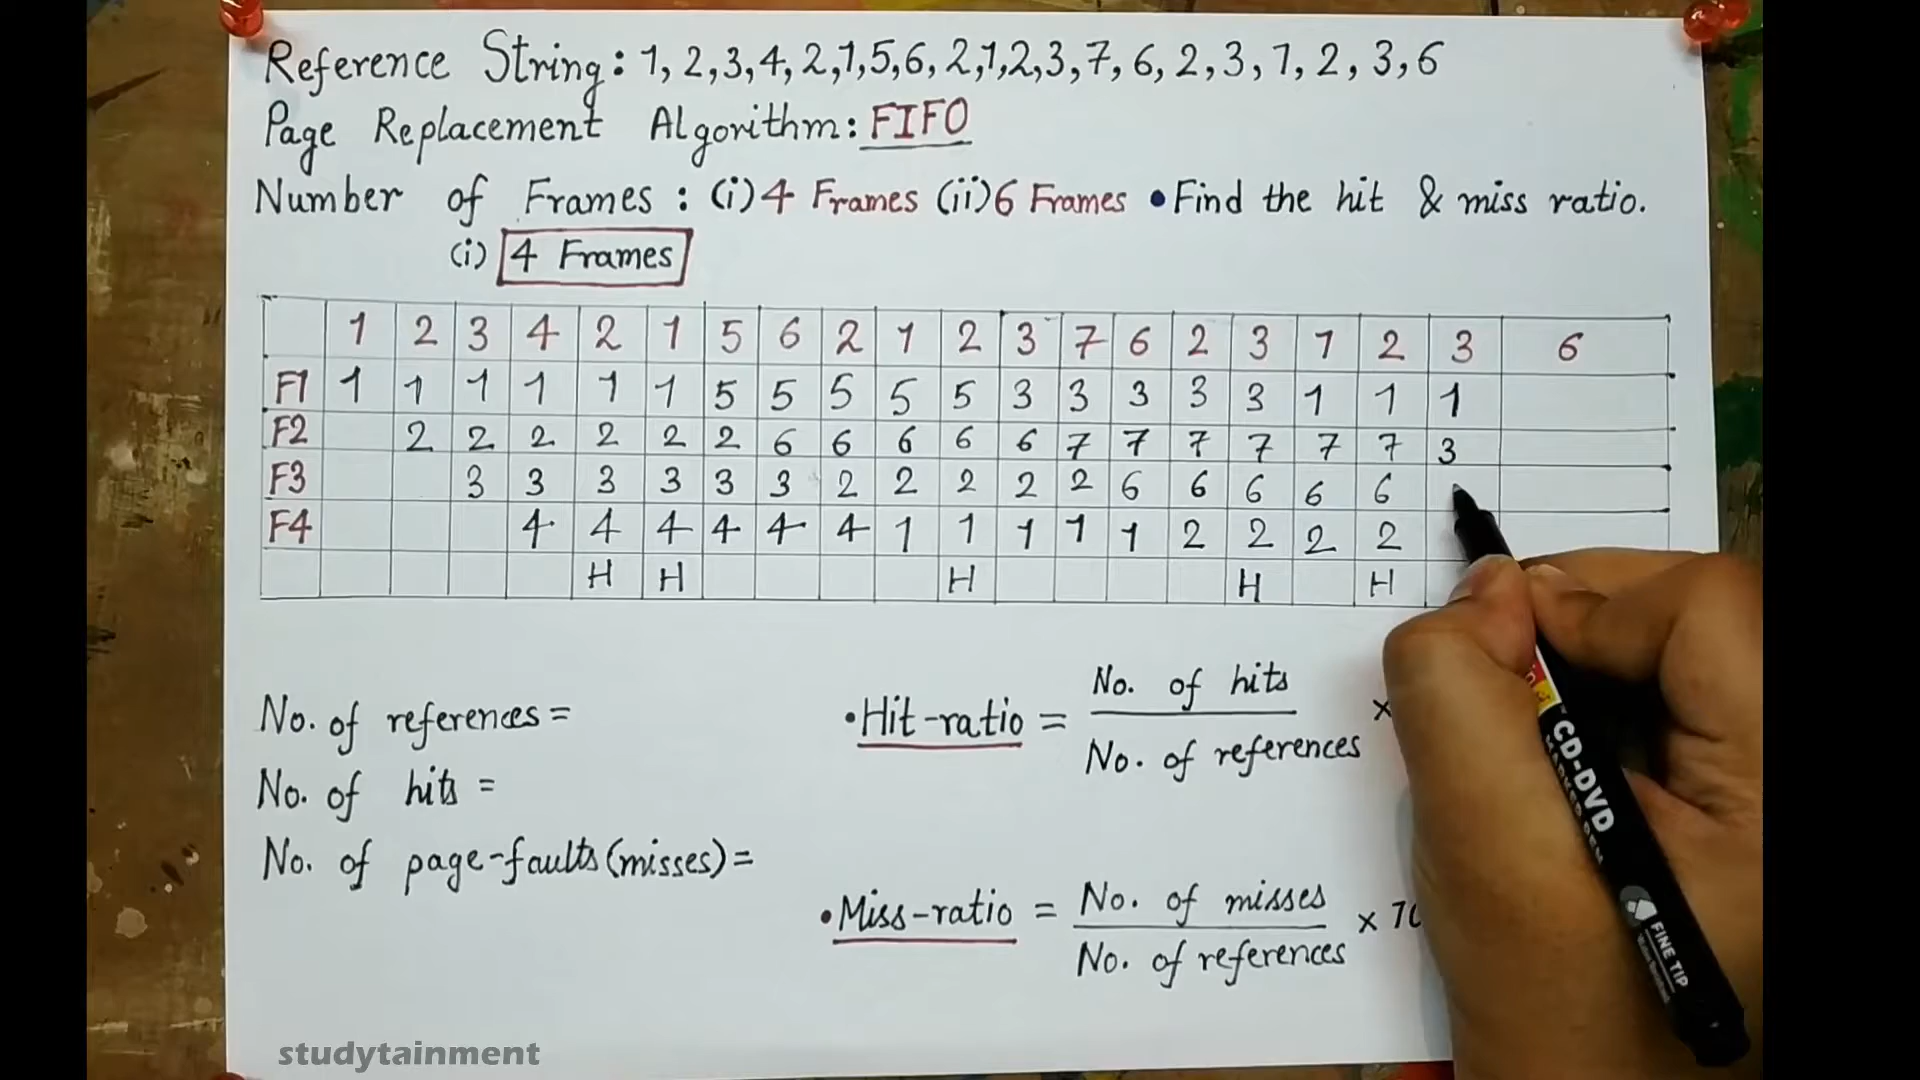 Reference String: 1, 2, 3, 4, 2, 1, 5, 6, 2, 1, 2, 3, 7, 6, 2, 3, 1, 2, 3, 6
Page Replacement Algorithm: FIFO
Number of Frames : (i) 4 Frames (ii) 6 Frames • Find the hit & miss ratio.
(i) 4 Frames
1 2 3 4 2 1 5 6 2 1 2 3 7 6 2 3 1 2 3 6
F1 1 1 1 1 1 1 5 5 5 5 5 3 3 3 3 3 1 1 1
F2 2 2 2 2 2 2 6 6 6 6 6 7 7 7 7 7 7 3
F3 3 3 3 3 3 3 2 2 2 2 2 6 6 6 6 6
F4 4 4 4 4 4 4 1 1 1 1 1 2 2 2 2
H H H H H
No. of references =
No. of hits =
No. of page-faults (misses) =
• Hit-ratio = No. of hits ×
No. of references
• Miss-ratio = No. of misses × 10
No. of references
CD-DVD
MARKER PEN
FINE TIP
studytainment